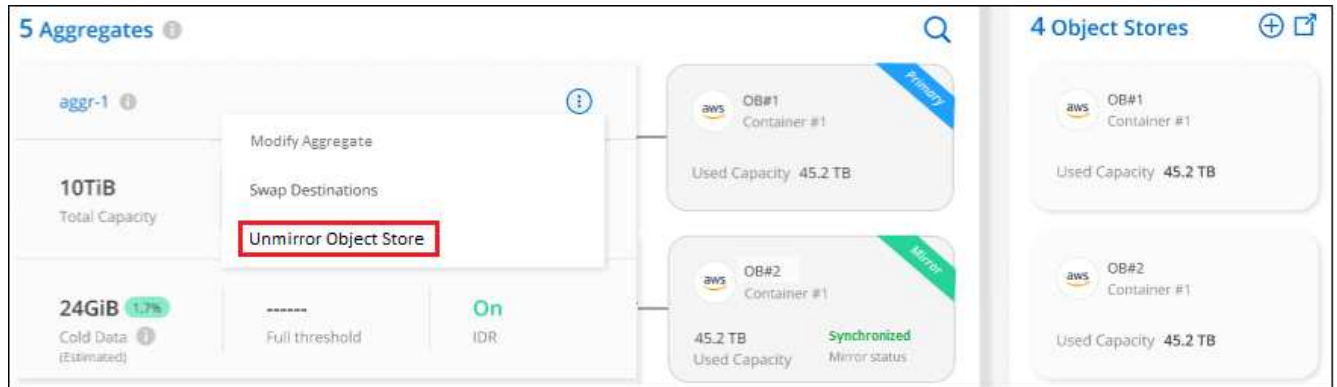 5 Aggregates
4 Object Stores
aggr-1
Modify Aggregate
Swap Destinations
Unmirror Object Store
10TiB
Total Capacity
24GiB 1.7%
Cold Data
(Estimated)
------
Full threshold
On
IDR
Primary
aws
OB#1
Container #1
Used Capacity 45.2 TB
Mirror
aws
OB#2
Container #1
45.2 TB
Used Capacity
Synchronized
Mirror status
aws
OB#1
Container #1
Used Capacity 45.2 TB
aws
OB#2
Container #1
Used Capacity 45.2 TB